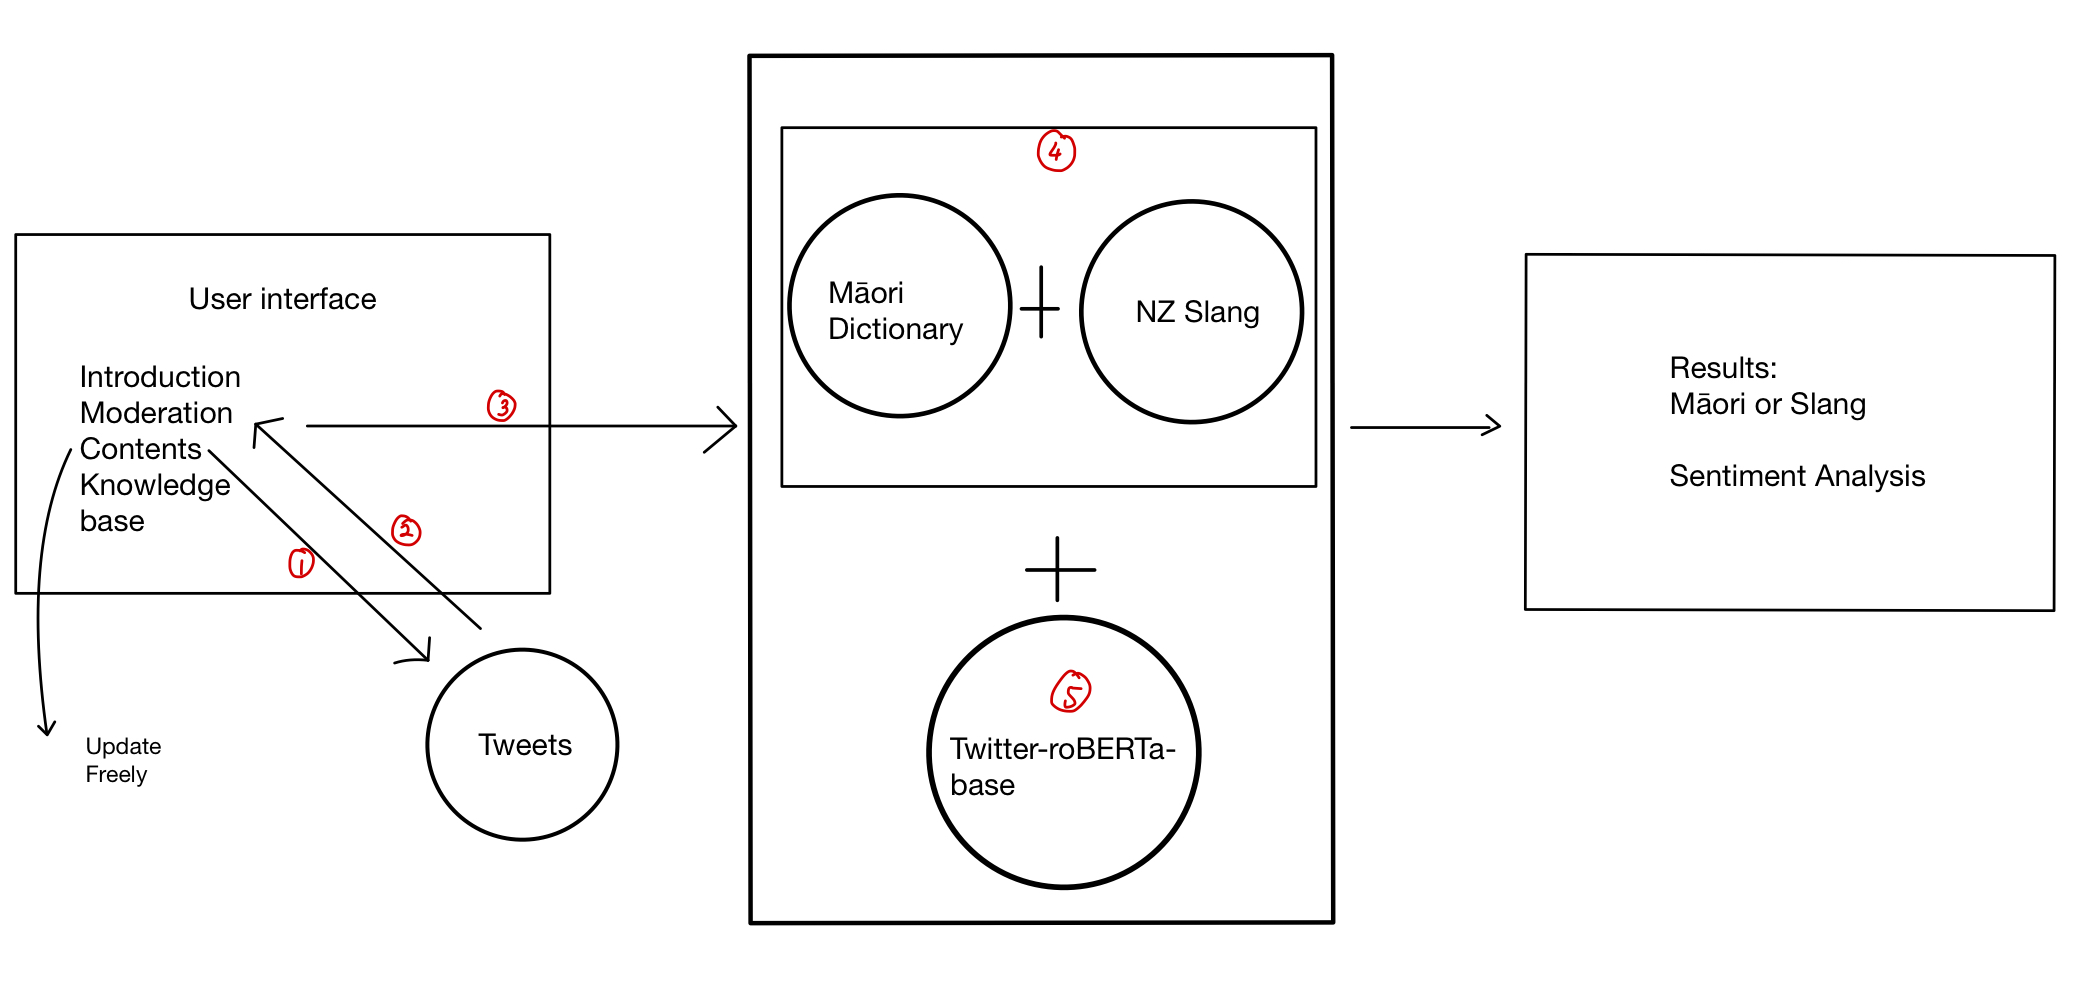 User interface
Introduction
Moderation
Contents
Knowledge
base
3
2
1
Update
Freely
Tweets
4
Māori
Dictionary
NZ Slang
5
Twitter-roBERTa-
base
Results:
Māori or Slang
Sentiment Analysis